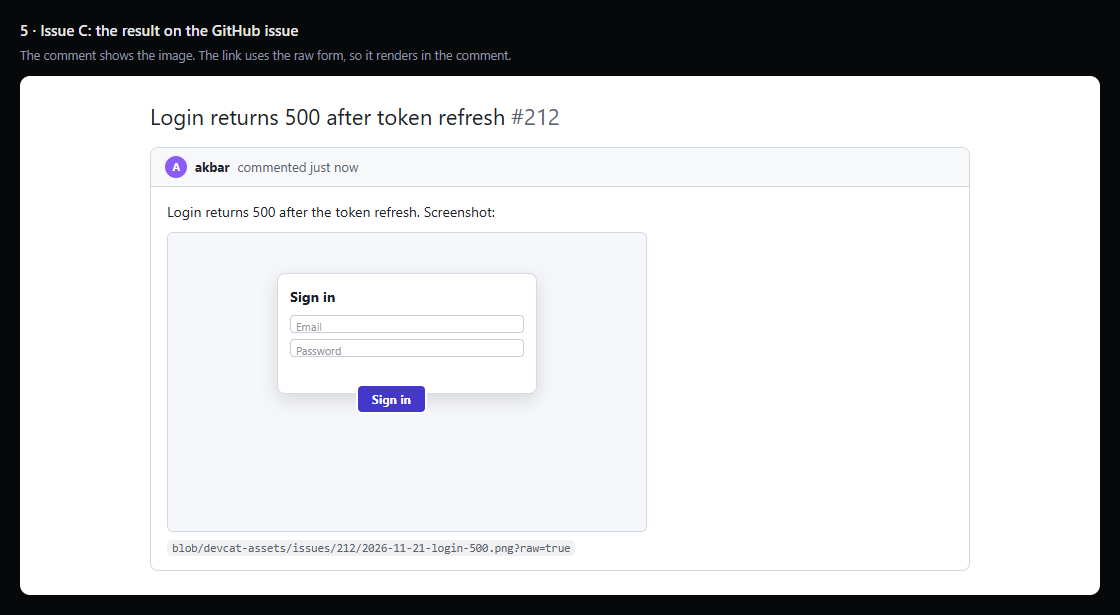 5 · Issue C: the result on the GitHub issue
The comment shows the image. The link uses the raw form, so it renders in the comment.
Login returns 500 after token refresh #212
A akbar commented just now
Login returns 500 after the token refresh. Screenshot:
Sign in
Email
Password
Sign in
blob/devcat-assets/issues/212/2026-11-21-login-500.png?raw=true